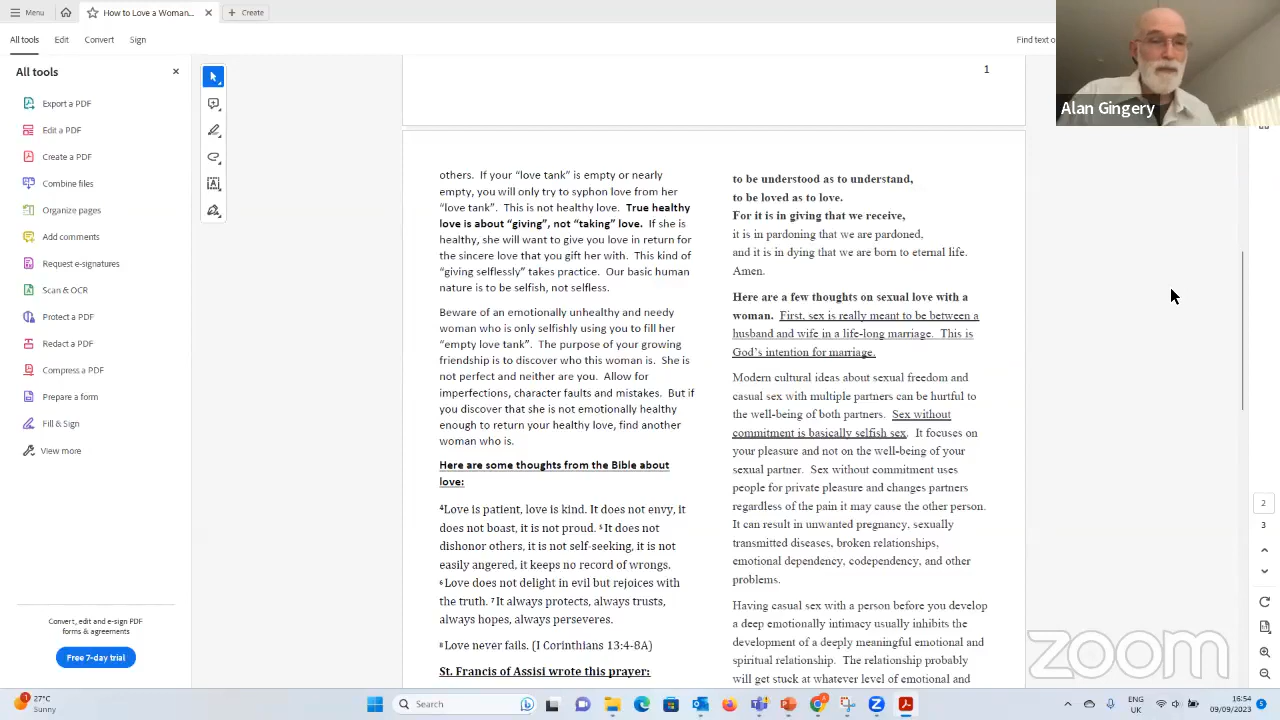 Menu
How to Love a Woman...
Create
All tools
Edit
Convert
Sign
Find text o
All tools
Export a PDF
Edit a PDF
Create a PDF
Combine files
Organize pages
Add comments
Request e-signatures
Scan & OCR
Protect a PDF
Redact a PDF
Compress a PDF
Prepare a form
Fill & Sign
View more
Convert, edit and e-sign PDF
forms & agreements
Free 7-day trial
1
others. If your “love tank” is empty or nearly
empty, you will only try to syphon love from her
“love tank”. This is not healthy love. True healthy
love is about “giving”, not “taking” love. If she is
healthy, she will want to give you love in return for
the sincere love that you gift her with. This kind of
“giving selflessly” takes practice. Our basic human
nature is to be selfish, not selfless.
Beware of an emotionally unhealthy and needy
woman who is only selfishly using you to fill her
“empty love tank”. The purpose of your growing
friendship is to discover who this woman is. She is
not perfect and neither are you. Allow for
imperfections, character faults and mistakes. But if
you discover that she is not emotionally healthy
enough to return your healthy love, find another
woman who is.
Here are some thoughts from the Bible about
love:
⁴Love is patient, love is kind. It does not envy, it
does not boast, it is not proud. ⁵ It does not
dishonor others, it is not self-seeking, it is not
easily angered, it keeps no record of wrongs.
⁶ Love does not delight in evil but rejoices with
the truth. ⁷ It always protects, always trusts,
always hopes, always perseveres.
⁸ Love never fails. (I Corinthians 13:4-8A)
St. Francis of Assisi wrote this prayer:
to be understood as to understand,
to be loved as to love.
For it is in giving that we receive,
it is in pardoning that we are pardoned,
and it is in dying that we are born to eternal life.
Amen.
Here are a few thoughts on sexual love with a
woman. First, sex is really meant to be between a
husband and wife in a life-long marriage. This is
God’s intention for marriage.
Modern cultural ideas about sexual freedom and
casual sex with multiple partners can be hurtful to
the well-being of both partners. Sex without
commitment is basically selfish sex. It focuses on
your pleasure and not on the well-being of your
sexual partner. Sex without commitment uses
people for private pleasure and changes partners
regardless of the pain it may cause the other person.
It can result in unwanted pregnancy, sexually
transmitted diseases, broken relationships,
emotional dependency, codependency, and other
problems.
Having casual sex with a person before you develop
a deep emotionally intimacy usually inhibits the
development of a deeply meaningful emotional and
spiritual relationship. The relationship probably
will get stuck at whatever level of emotional and
Alan Gingery
2
3
zoom
1
27°C
Sunny
Search
ENG
UK
16:54
09/09/2023
5